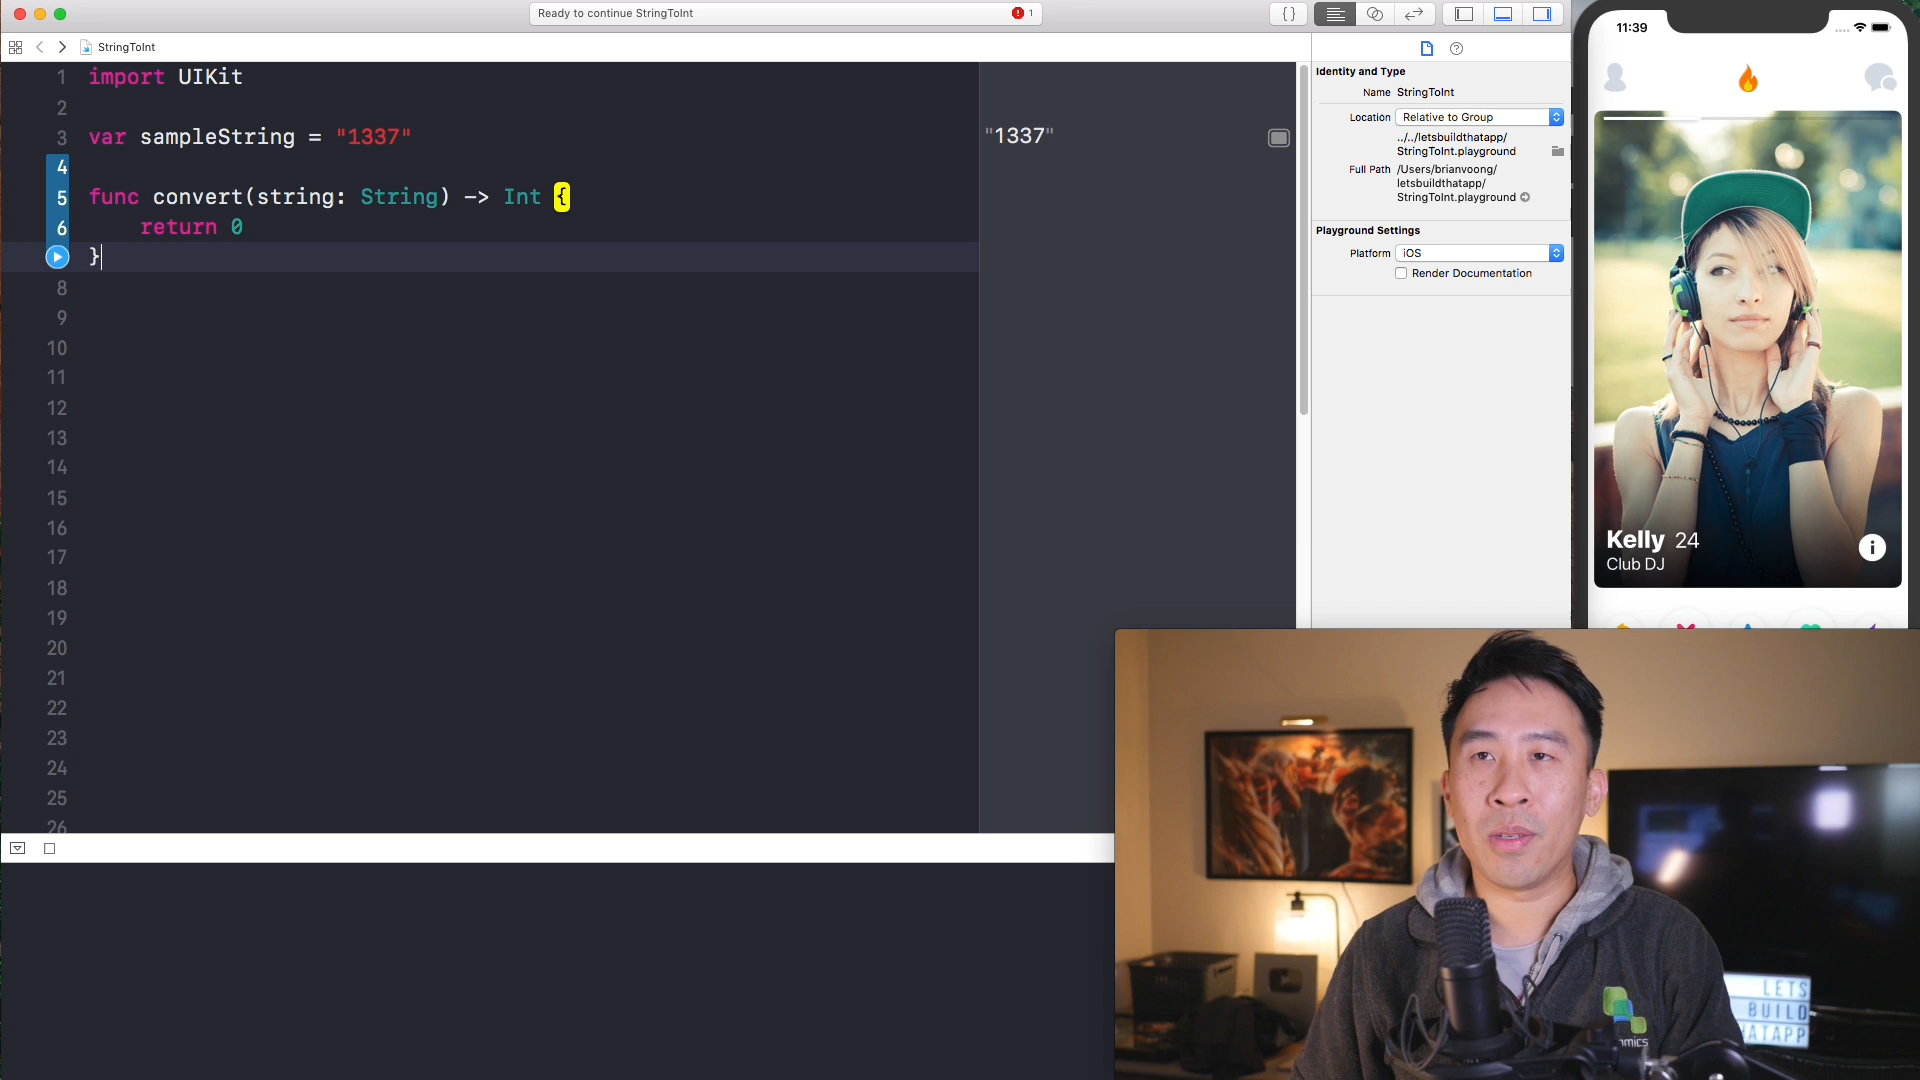 Ready to continue StringToInt
1
{ }
StringToInt
1 import UIKit
2
3 var sampleString = "1337"
4
5 func convert(string: String) -> Int {
6 return 0
}
8
9
10
11
12
13
14
15
16
17
18
19
20
21
22
23
24
25
26
"1337"
Identity and Type
Name StringToInt
Location Relative to Group
../../letsbuildthatapp/
StringToInt.playground
Full Path /Users/brianvoong/
letsbuildthatapp/
StringToInt.playground
Playground Settings
Platform iOS
Render Documentation
11:39
Kelly 24
Club DJ
i
LETS
BUILD
HATAPP
omics